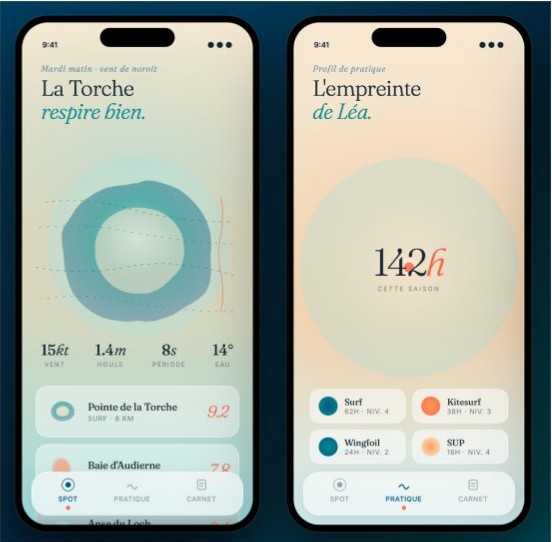 9:41
Mardi matin · vent de noroît
La Torche
respire bien.
15kt
1.4m
8s
14°
VENT
HOULE
PÉRIODE
EAU
Pointe de la Torche
SURF · 8 KM
9.2
Baie d'Audierne
7.8
SPOT
PRATIQUE
CARNET
Anse du Loch
9:41
Profil de pratique
L'empreinte
de Léa.
142h
CETTE SAISON
Surf
62H · NIV. 4
Kitesurf
38H · NIV. 3
Wingfoil
24H · NIV. 2
SUP
18H · NIV. 4
SPOT
PRATIQUE
CARNET